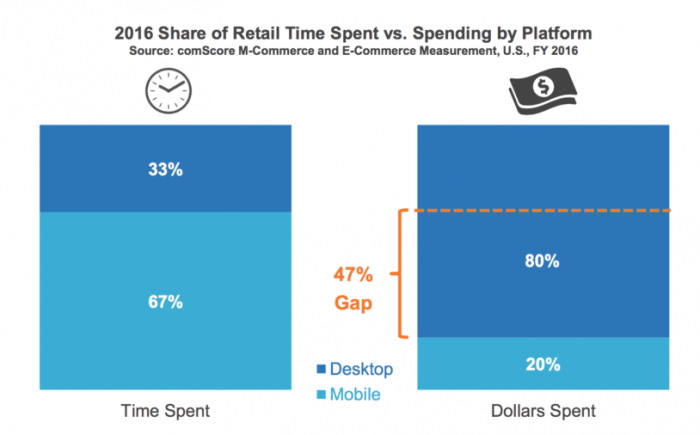 2016 Share of Retail Time Spent vs. Spending by Platform
Source: comScore M-Commerce and E-Commerce Measurement, U.S., FY 2016
$
33%
67%
47%
Gap
80%
20%
Desktop
Mobile
Time Spent
Dollars Spent